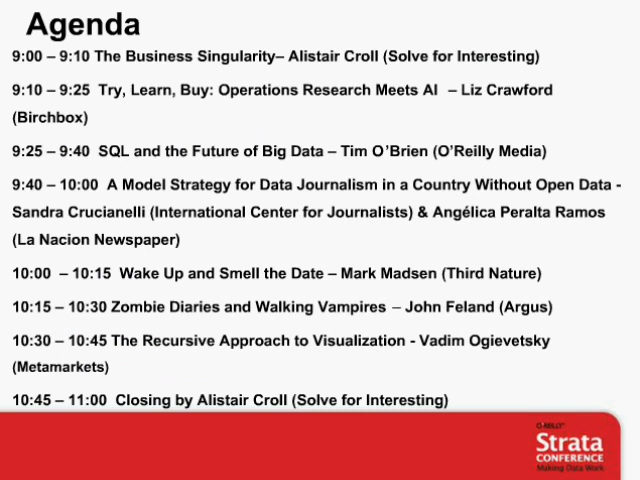 Agenda
9:00 – 9:10 The Business Singularity– Alistair Croll (Solve for Interesting)
9:10 – 9:25 Try, Learn, Buy: Operations Research Meets AI – Liz Crawford
(Birchbox)
9:25 – 9:40 SQL and the Future of Big Data – Tim O'Brien (O'Reilly Media)
9:40 – 10:00 A Model Strategy for Data Journalism in a Country Without Open Data -
Sandra Crucianelli (International Center for Journalists) & Angélica Peralta Ramos
(La Nacion Newspaper)
10:00 – 10:15 Wake Up and Smell the Date – Mark Madsen (Third Nature)
10:15 – 10:30 Zombie Diaries and Walking Vampires – John Feland (Argus)
10:30 – 10:45 The Recursive Approach to Visualization - Vadim Ogievetsky
(Metamarkets)
10:45 – 11:00 Closing by Alistair Croll (Solve for Interesting)
O'REILLY
Strata
CONFERENCE
Making Data Work